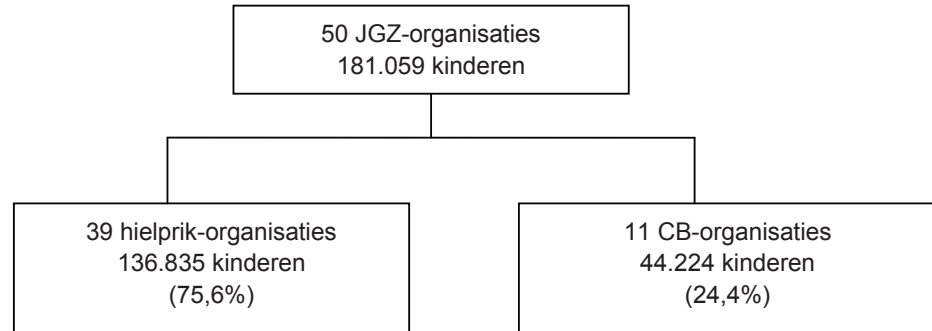 50 JGZ-organisaties
181.059 kinderen
39 hielprik-organisaties
136.835 kinderen
(75,6%)
11 CB-organisaties
44.224 kinderen
(24,4%)